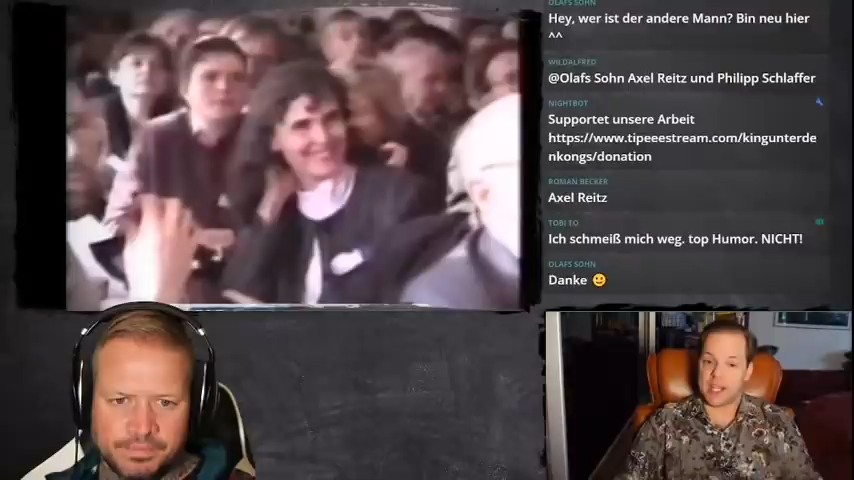 OLAFS SOHN
Hey, wer ist der andere Mann? Bin neu hier
^^
WILDALFRED
@Olafs Sohn Axel Reitz und Philipp Schlaffer
NIGHTBOT
Supportet unsere Arbeit
https://www.tipeeestream.com/kingunterde
nkongs/donation
ROMAN BECKER
Axel Reitz
TOBI EO
Ich schmeiß mich weg. top Humor. NICHT!
OLAFS SOHN
Danke 🙂